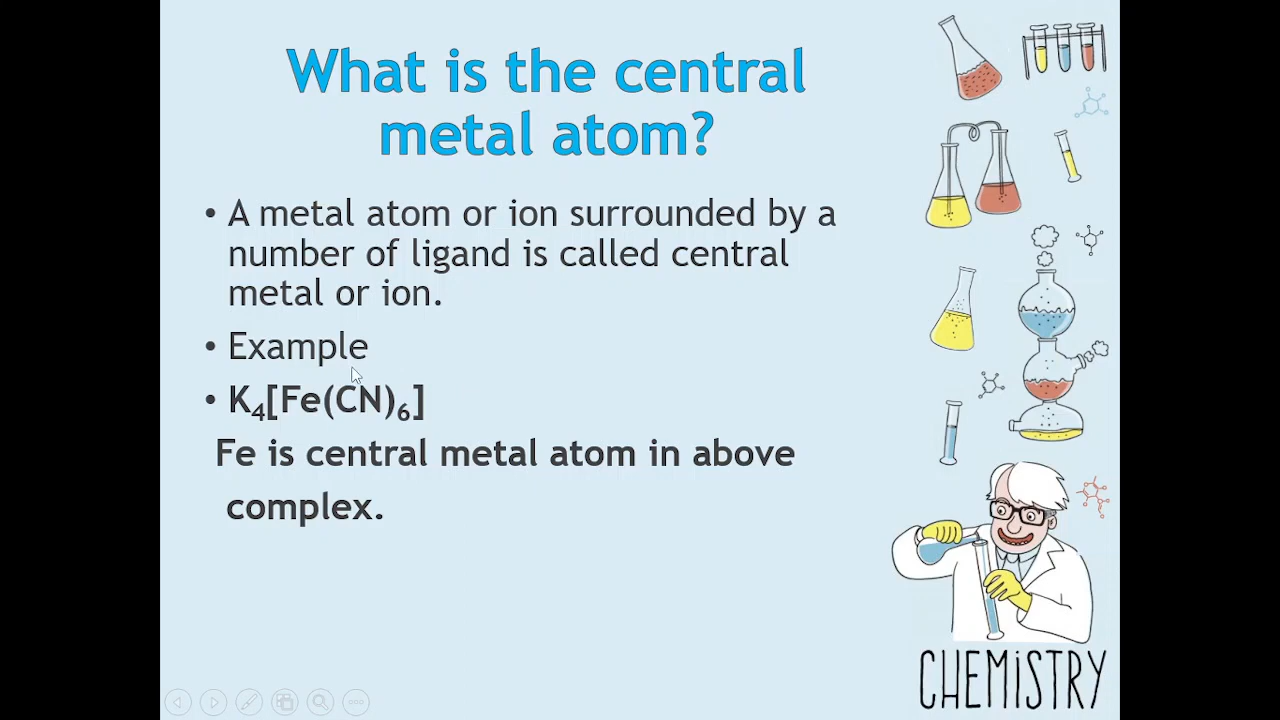 What is the central
metal atom?
• A metal atom or ion surrounded by a
number of ligand is called central
metal or ion.
• Example
• K₄[Fe(CN)₆]
Fe is central metal atom in above
complex.
CHEMiSTRY